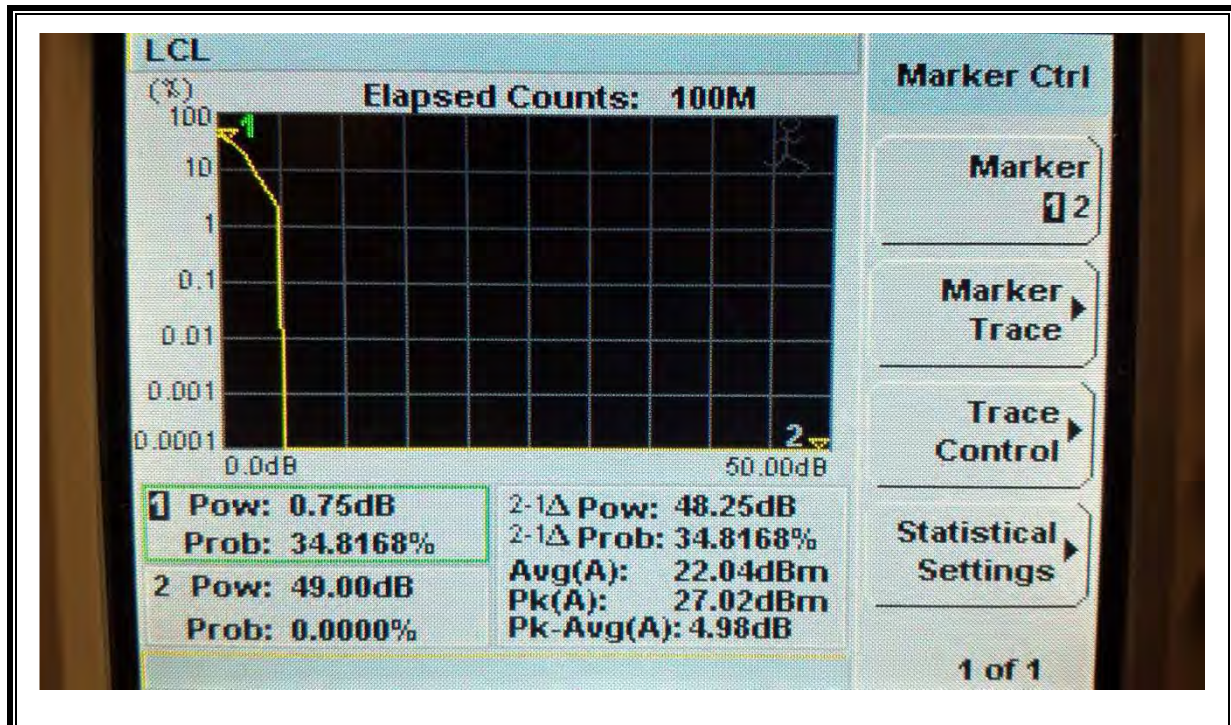 LCL
Marker Ctrl
(%)
Elapsed Counts: 100M
100
10
1
0.1
0.01
0.001
0.0001
1
2
0.0dB
50.00dB
1 Pow: 0.75dB
Prob: 34.8168%
2 Pow: 49.00dB
Prob: 0.0000%
2-1Δ Pow: 48.25dB
2-1Δ Prob: 34.8168%
Avg(A): 22.04dBm
Pk(A): 27.02dBm
Pk-Avg(A): 4.98dB
Marker
1 2
Marker
Trace
Trace
Control
Statistical
Settings
1 of 1